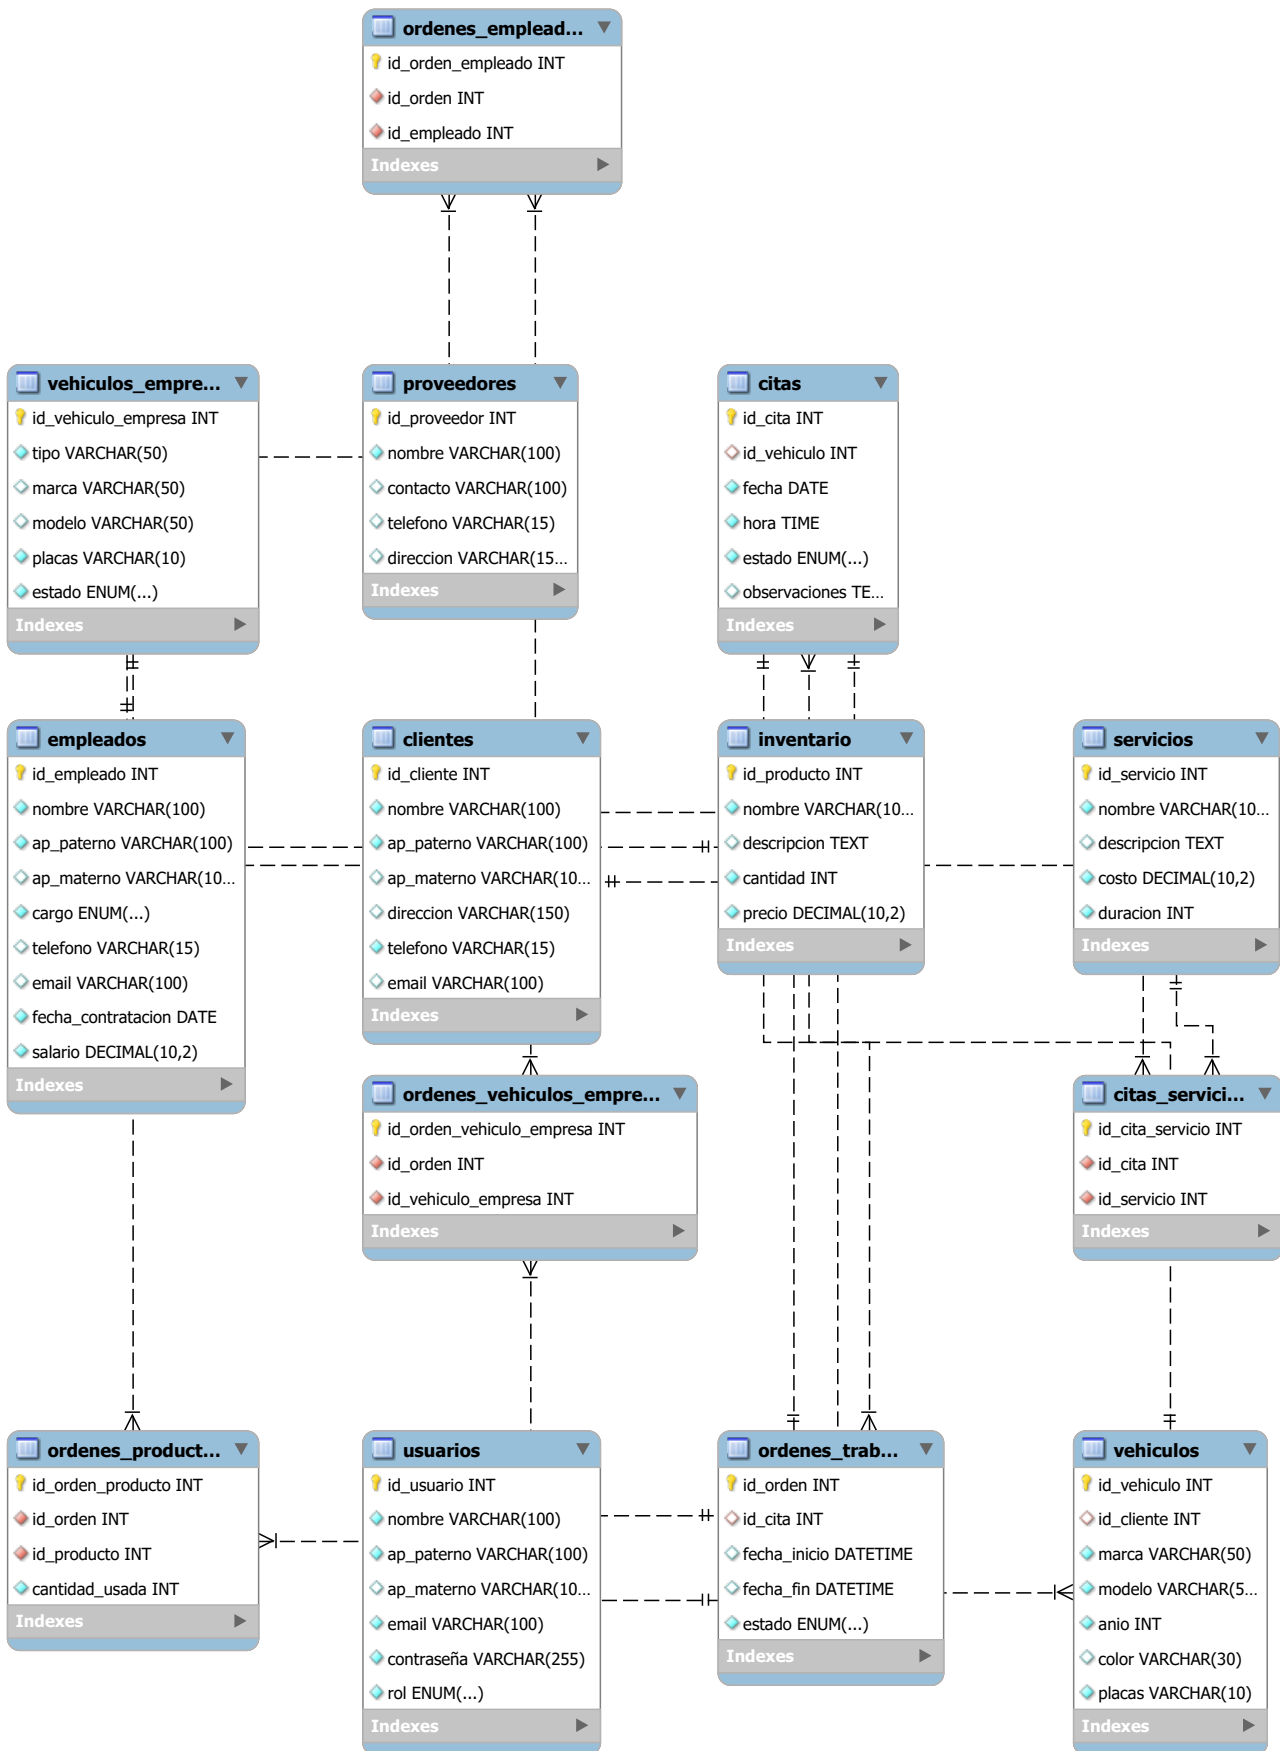 ordenes_emplead...
id_orden_empleado INT
id_orden INT
id_empleado INT
Indexes
vehiculos_empre...
id_vehiculo_empresa INT
tipo VARCHAR(50)
marca VARCHAR(50)
modelo VARCHAR(50)
placas VARCHAR(10)
estado ENUM(...)
Indexes
proveedores
id_proveedor INT
nombre VARCHAR(100)
contacto VARCHAR(100)
telefono VARCHAR(15)
direccion VARCHAR(15...
Indexes
citas
id_cita INT
id_vehiculo INT
fecha DATE
hora TIME
estado ENUM(...)
observaciones TE...
Indexes
empleados
id_empleado INT
nombre VARCHAR(100)
ap_paterno VARCHAR(100)
ap_materno VARCHAR(10...
cargo ENUM(...)
telefono VARCHAR(15)
email VARCHAR(100)
fecha_contratacion DATE
salario DECIMAL(10,2)
Indexes
clientes
id_cliente INT
nombre VARCHAR(100)
ap_paterno VARCHAR(100)
ap_materno VARCHAR(10...
direccion VARCHAR(150)
telefono VARCHAR(15)
email VARCHAR(100)
Indexes
inventario
id_producto INT
nombre VARCHAR(10...
descripcion TEXT
cantidad INT
precio DECIMAL(10,2)
Indexes
servicios
id_servicio INT
nombre VARCHAR(10...
descripcion TEXT
costo DECIMAL(10,2)
duracion INT
Indexes
ordenes_vehiculos_empre...
id_orden_vehiculo_empresa INT
id_orden INT
id_vehiculo_empresa INT
Indexes
citas_servici...
id_cita_servicio INT
id_cita INT
id_servicio INT
Indexes
ordenes_product...
id_orden_producto INT
id_orden INT
id_producto INT
cantidad_usada INT
Indexes
usuarios
id_usuario INT
nombre VARCHAR(100)
ap_paterno VARCHAR(100)
ap_materno VARCHAR(10...
email VARCHAR(100)
contraseña VARCHAR(255)
rol ENUM(...)
Indexes
ordenes_trab...
id_orden INT
id_cita INT
fecha_inicio DATETIME
fecha_fin DATETIME
estado ENUM(...)
Indexes
vehiculos
id_vehiculo INT
id_cliente INT
marca VARCHAR(50)
modelo VARCHAR(5...
anio INT
color VARCHAR(30)
placas VARCHAR(10)
Indexes